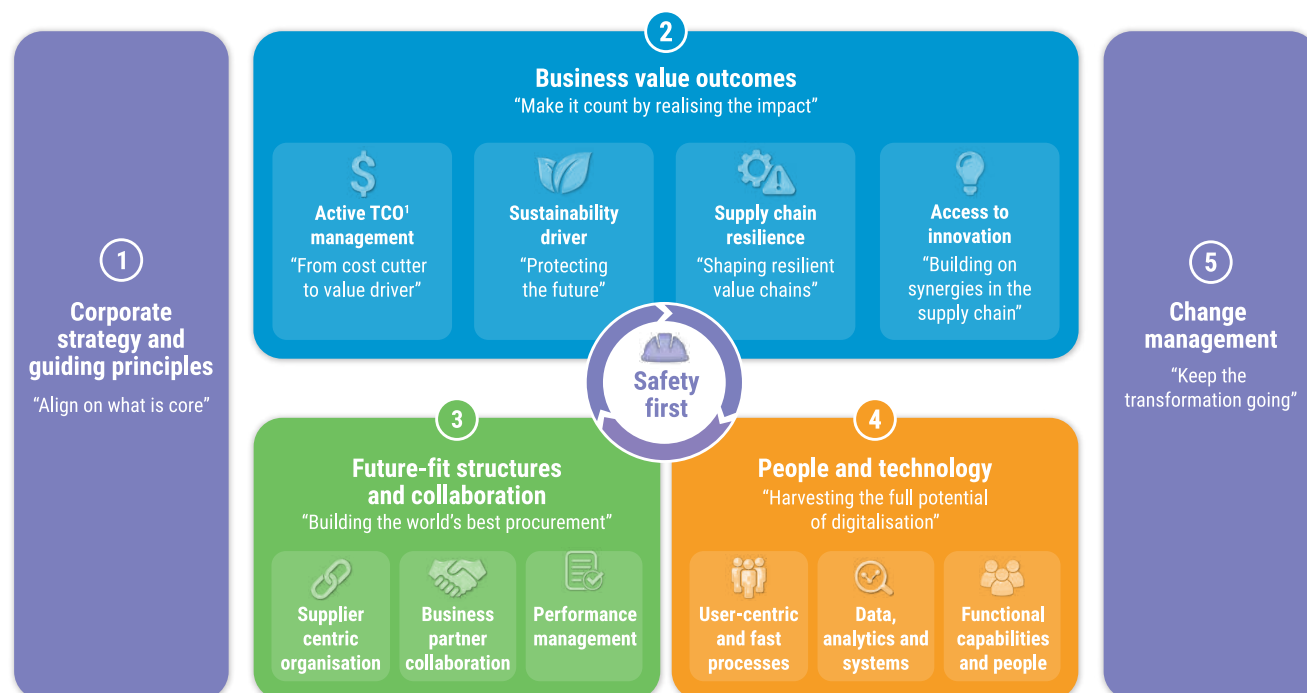 1
Corporate
strategy and
guiding principles
“Align on what is core”
2
Business value outcomes
“Make it count by realising the impact”
Active TCO¹
management
“From cost cutter
to value driver”
Sustainability
driver
“Protecting
the future”
Supply chain
resilience
“Shaping resilient
value chains”
Access to
innovation
“Building on
synergies in the
supply chain”
Safety
first
3
Future-fit structures
and collaboration
“Building the world’s best procurement”
Supplier
centric
organisation
Business
partner
collaboration
Performance
management
4
People and technology
“Harvesting the full potential
of digitalisation”
User-centric
and fast
processes
Data,
analytics and
systems
Functional
capabilities
and people
5
Change
management
“Keep the
transformation going”